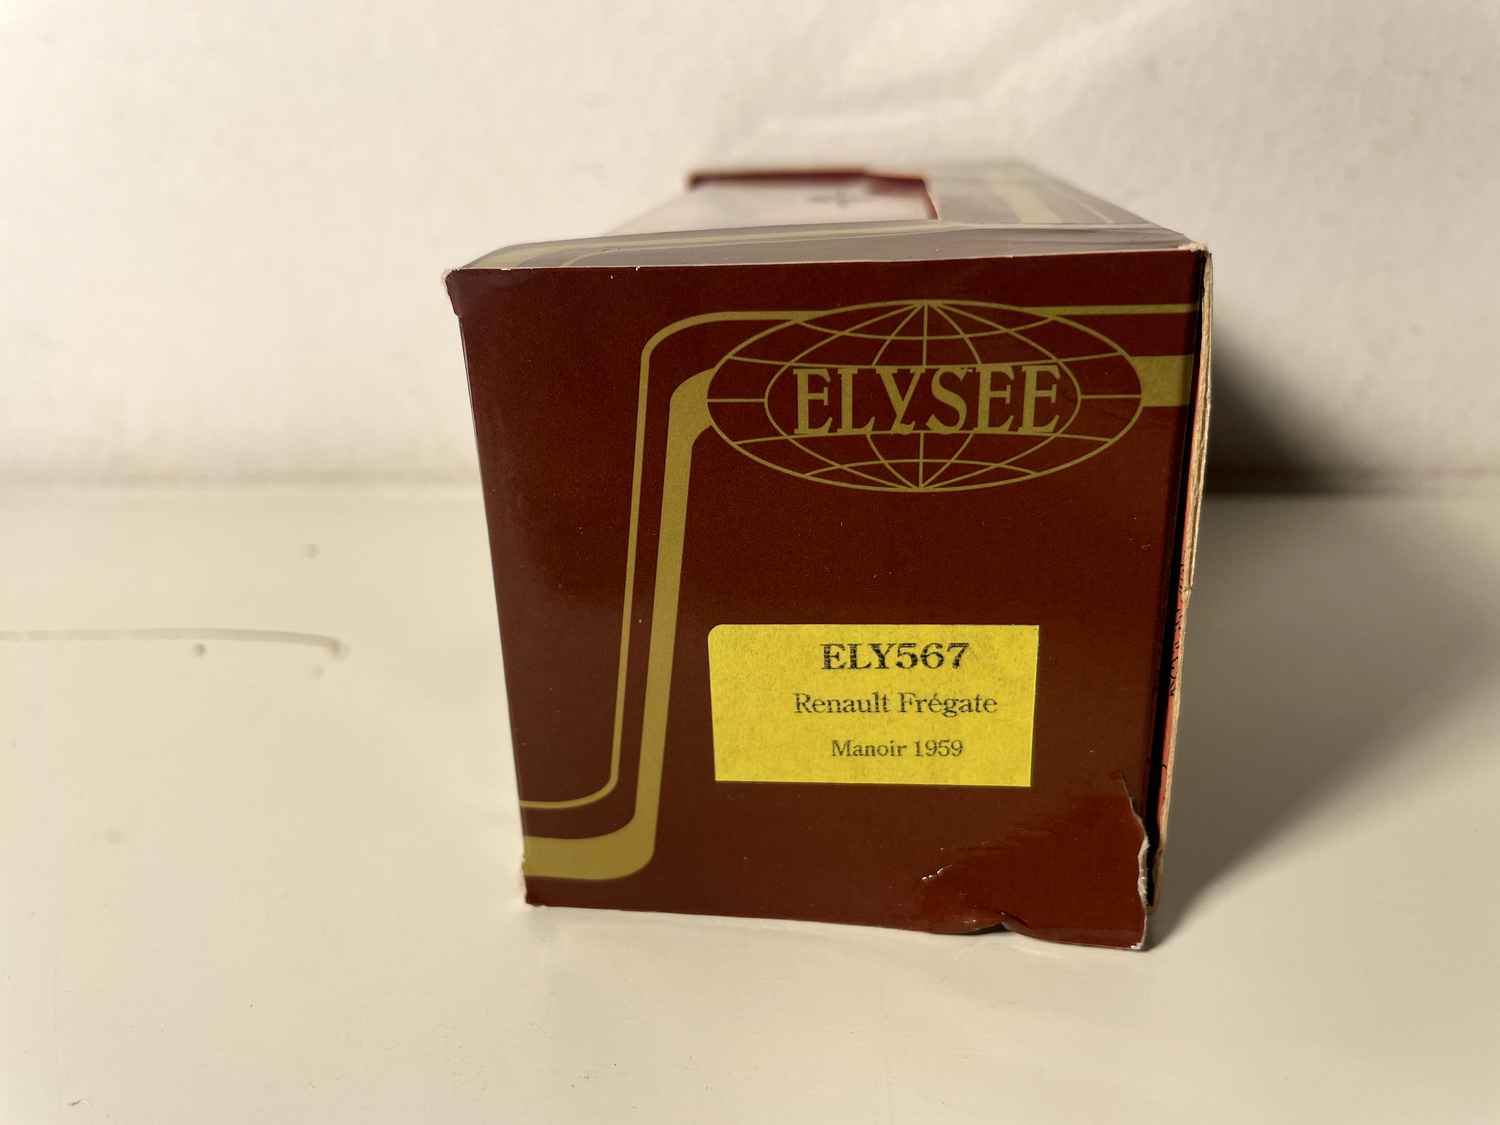 ELYSEE
ELY567
Renault Frégate
Manoir 1959